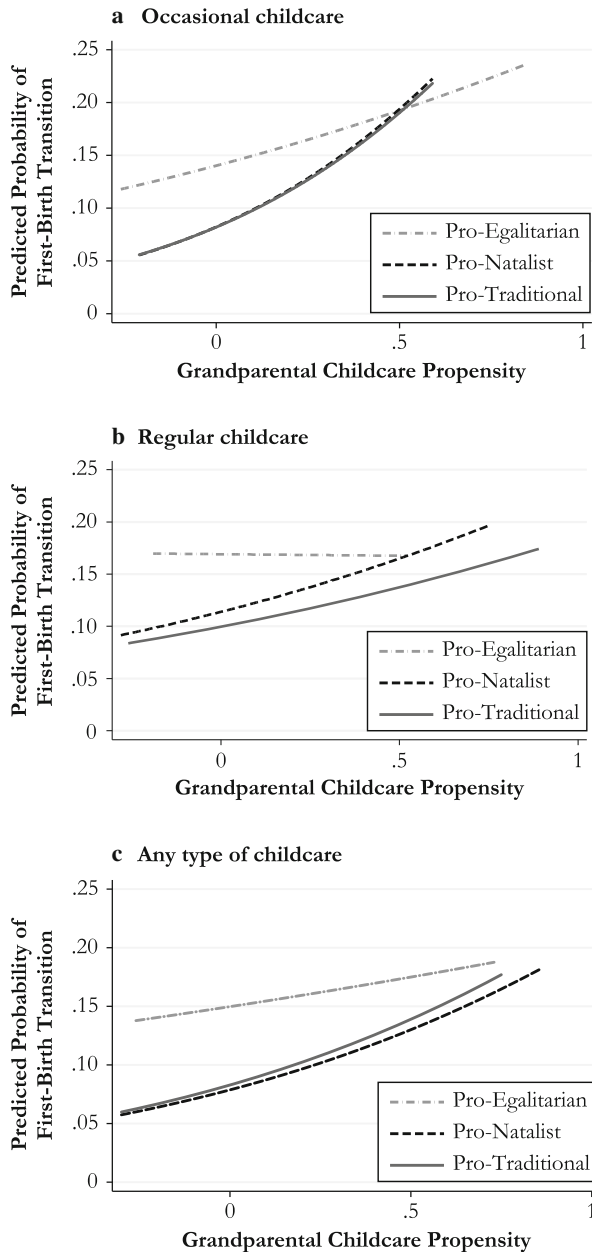 a Occasional childcare
Predicted Probability of
First-Birth Transition
.25
.20
.15
.10
.05
0
Pro-Egalitarian
Pro-Natalist
Pro-Traditional
0 .5 1
Grandparental Childcare Propensity
b Regular childcare
Predicted Probability of
First-Birth Transition
.25
.20
.15
.10
.05
0
Pro-Egalitarian
Pro-Natalist
Pro-Traditional
0 .5 1
Grandparental Childcare Propensity
c Any type of childcare
Predicted Probability of
First-Birth Transition
.25
.20
.15
.10
.05
0
Pro-Egalitarian
Pro-Natalist
Pro-Traditional
0 .5 1
Grandparental Childcare Propensity